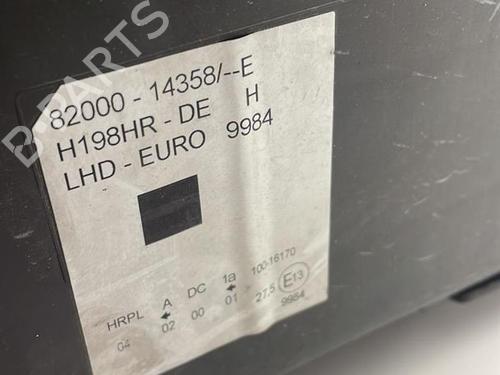 B-PARTS
82000 - 14358/--E
H198HR - DE H
LHD - EURO 9984
HRPL A DC 1a 100-16170
04 02 00 01 27.5 E13
9984